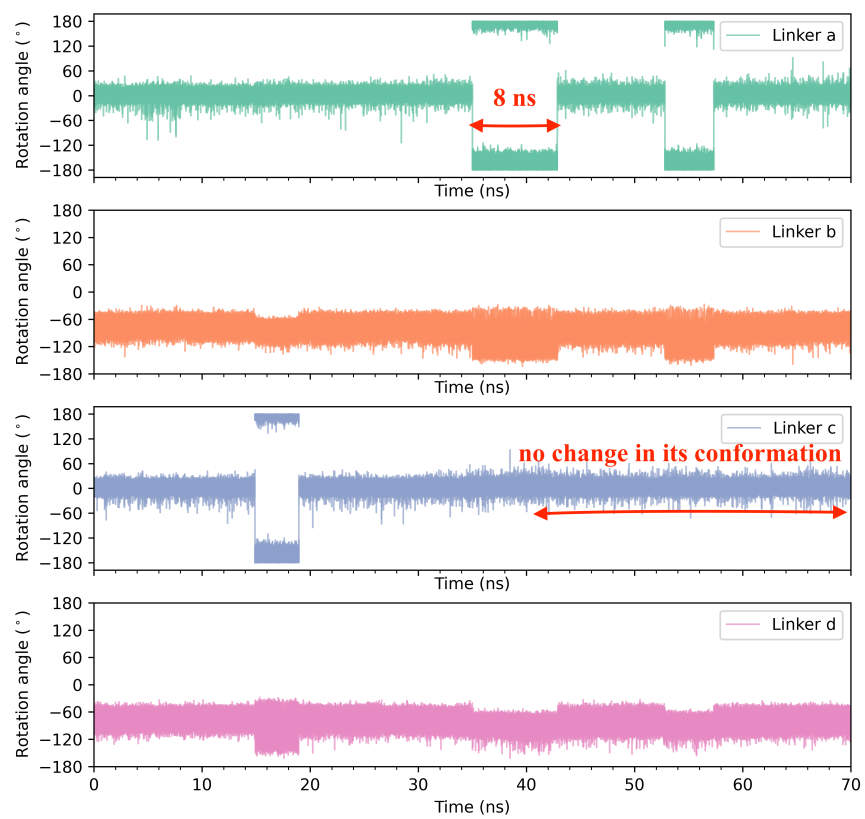 180
120
60
0
−60
−120
−180
Rotation angle (°)
Linker a
8 ns
Time (ns)
180
120
60
0
−60
−120
−180
Rotation angle (°)
Linker b
Time (ns)
180
120
60
0
−60
−120
−180
Rotation angle (°)
Linker c
no change in its conformation
Time (ns)
180
120
60
0
−60
−120
−180
Rotation angle (°)
Linker d
0 10 20 30 40 50 60 70
Time (ns)